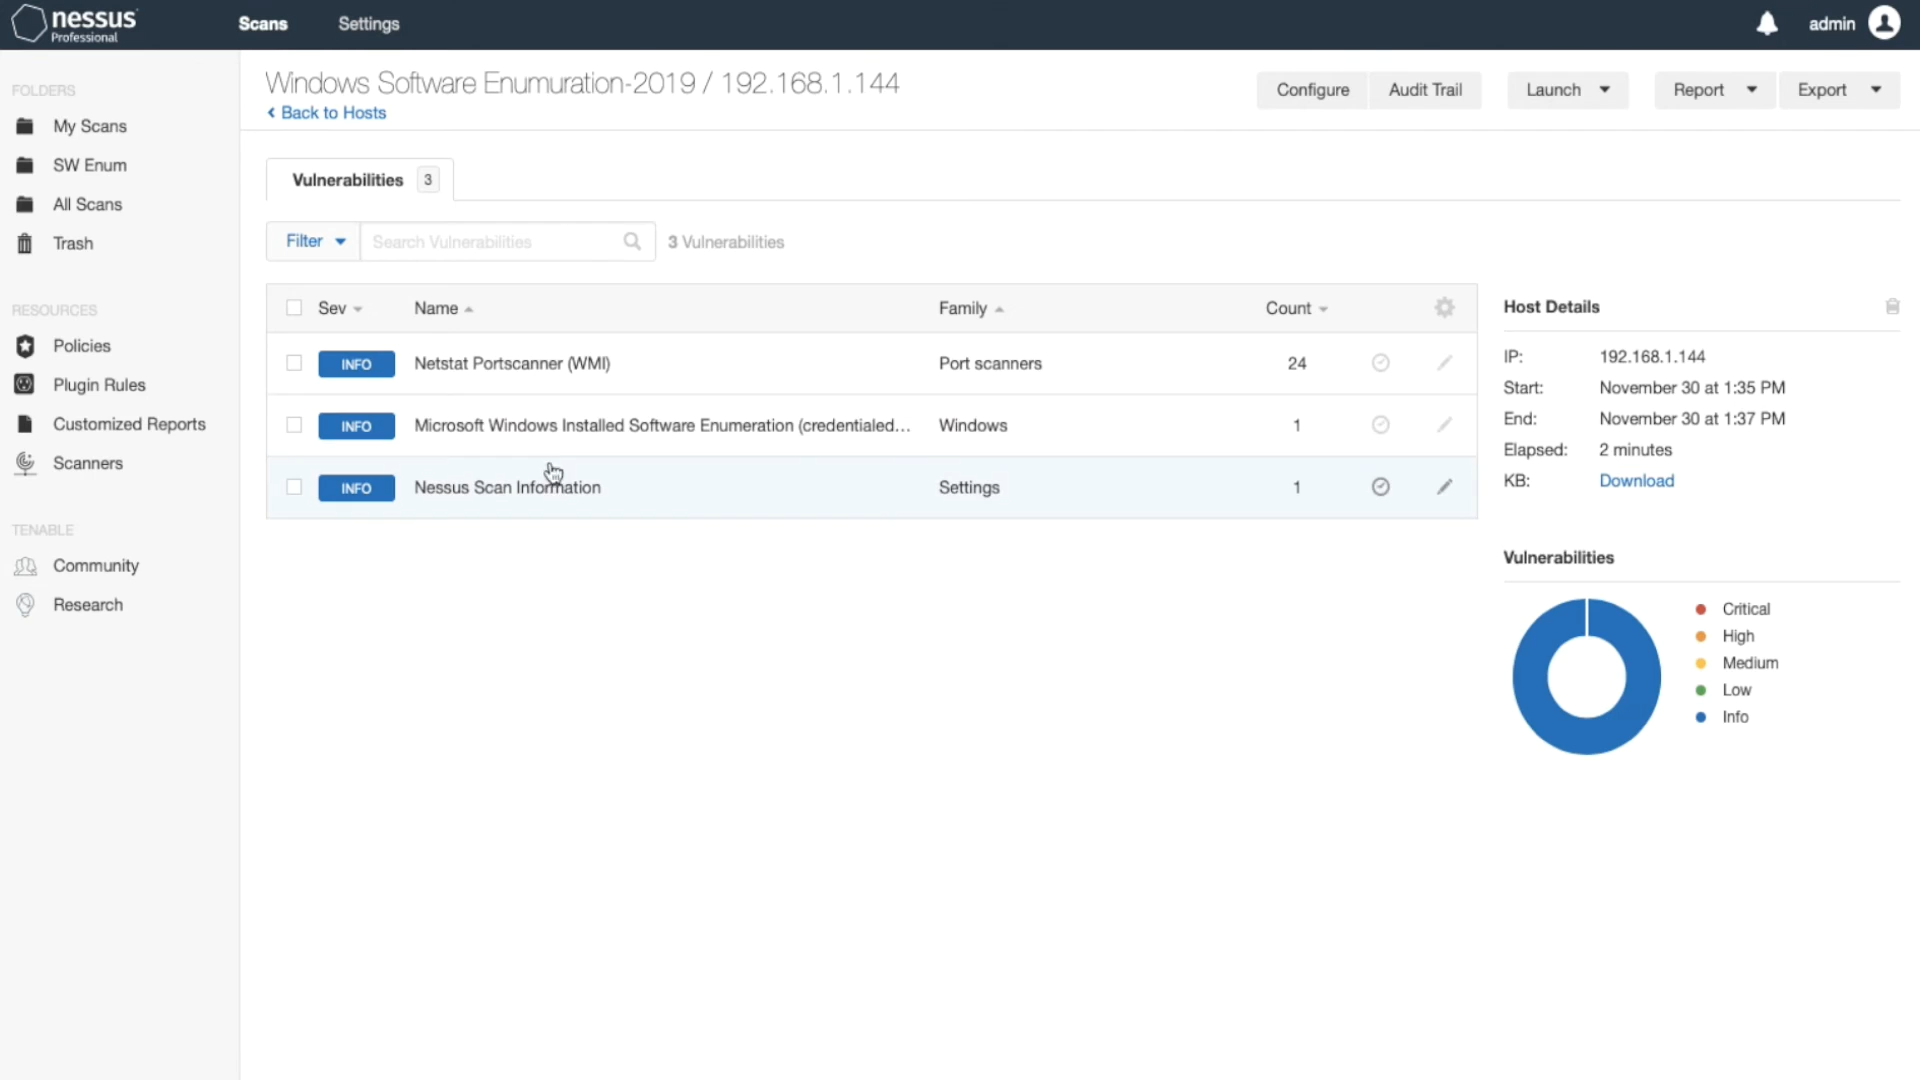 nessus
Professional
Scans
Settings
admin
FOLDERS
My Scans
SW Enum
All Scans
Trash
RESOURCES
Policies
Plugin Rules
Customized Reports
Scanners
TENABLE
Community
Research
Windows Software Enumuration-2019 / 192.168.1.144
Back to Hosts
Configure
Audit Trail
Launch
Report
Export
Vulnerabilities 3
Filter
Search Vulnerabilities
3 Vulnerabilities
Sev Name Family Count
INFO Netstat Portscanner (WMI) Port scanners 24
INFO Microsoft Windows Installed Software Enumeration (credentialed... Windows 1
INFO Nessus Scan Information Settings 1
Host Details
IP: 192.168.1.144
Start: November 30 at 1:35 PM
End: November 30 at 1:37 PM
Elapsed: 2 minutes
KB: Download
Vulnerabilities
Critical
High
Medium
Low
Info